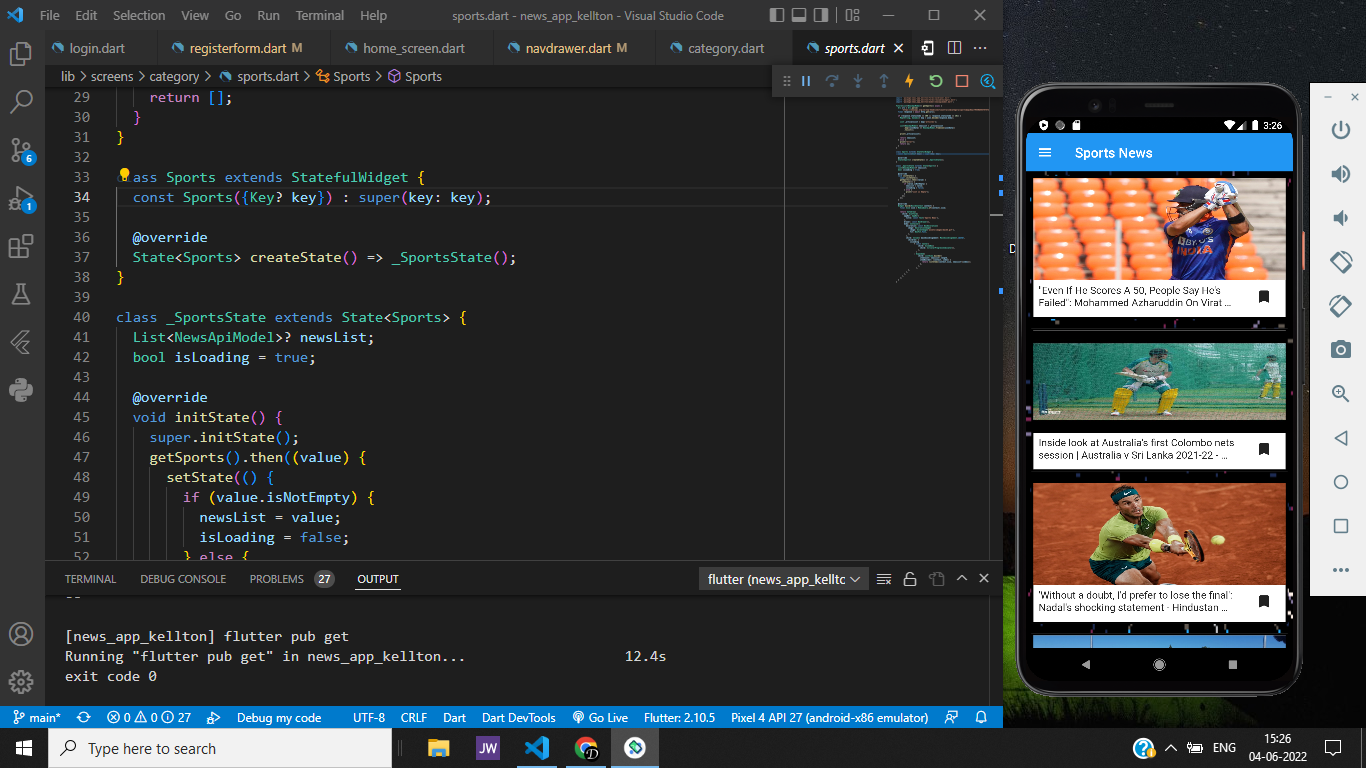 File Edit Selection View Go Run Terminal Help sports.dart - news_app_kellton - Visual Studio Code
login.dart registerform.dart M home_screen.dart navdrawer.dart M category.dart sports.dart
lib > screens > category > sports.dart > Sports > Sports
29 return [];
30 }
31 }
32
33 ass Sports extends StatefulWidget {
34 const Sports({Key? key}) : super(key: key);
35
36 @override
37 State<Sports> createState() => _SportsState();
38 }
39
40 class _SportsState extends State<Sports> {
41 List<NewsApiModel>? newsList;
42 bool isLoading = true;
43
44 @override
45 void initState() {
46 super.initState();
47 getSports().then((value) {
48 setState(() {
49 if (value.isNotEmpty) {
50 newsList = value;
51 isLoading = false;
52 } else {
TERMINAL DEBUG CONSOLE PROBLEMS 27 OUTPUT
flutter (news_app_kelltc
[news_app_kellton] flutter pub get
Running "flutter pub get" in news_app_kellton... 12.4s
exit code 0
6
1
main* 0 0 27 Debug my code UTF-8 CRLF Dart Dart DevTools Go Live Flutter: 2.10.5 Pixel 4 API 27 (android-x86 emulator)
3:26
Sports News
"Even If He Scores A 50, People Say He's
Failed": Mohammed Azharuddin On Virat ...
Inside look at Australia's first Colombo nets
session | Australia v Sri Lanka 2021-22 - ...
'Without a doubt, I'd prefer to lose the final':
Nadal's shocking statement - Hindustan ...
D
Type here to search
JW
D
ENG
15:26
04-06-2022